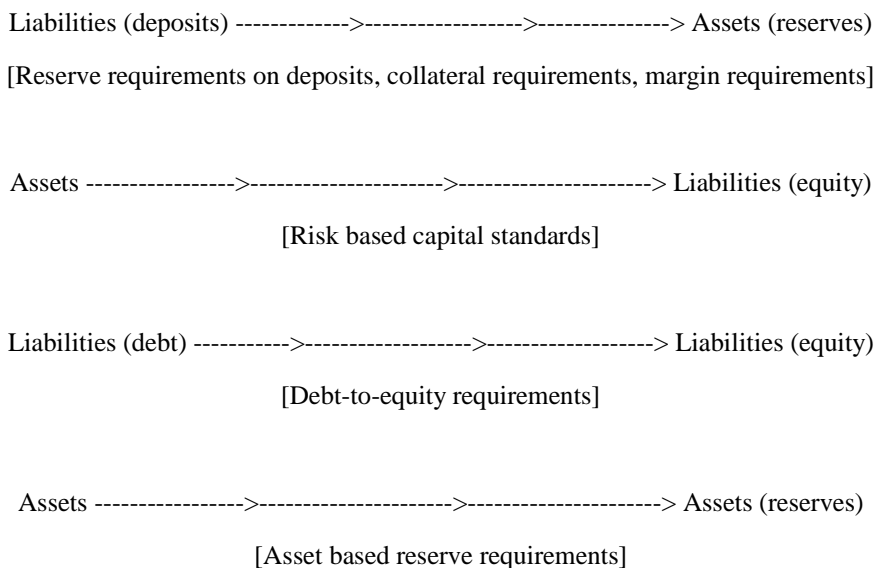 Liabilities (deposits) ------------->------------------>---------------> Assets (reserves)
[Reserve requirements on deposits, collateral requirements, margin requirements]
Assets ----------------->----------------------->----------------------> Liabilities (equity)
[Risk based capital standards]
Liabilities (debt) ----------->------------------->-------------------> Liabilities (equity)
[Debt-to-equity requirements]
Assets ----------------->---------------------->----------------------> Assets (reserves)
[Asset based reserve requirements]